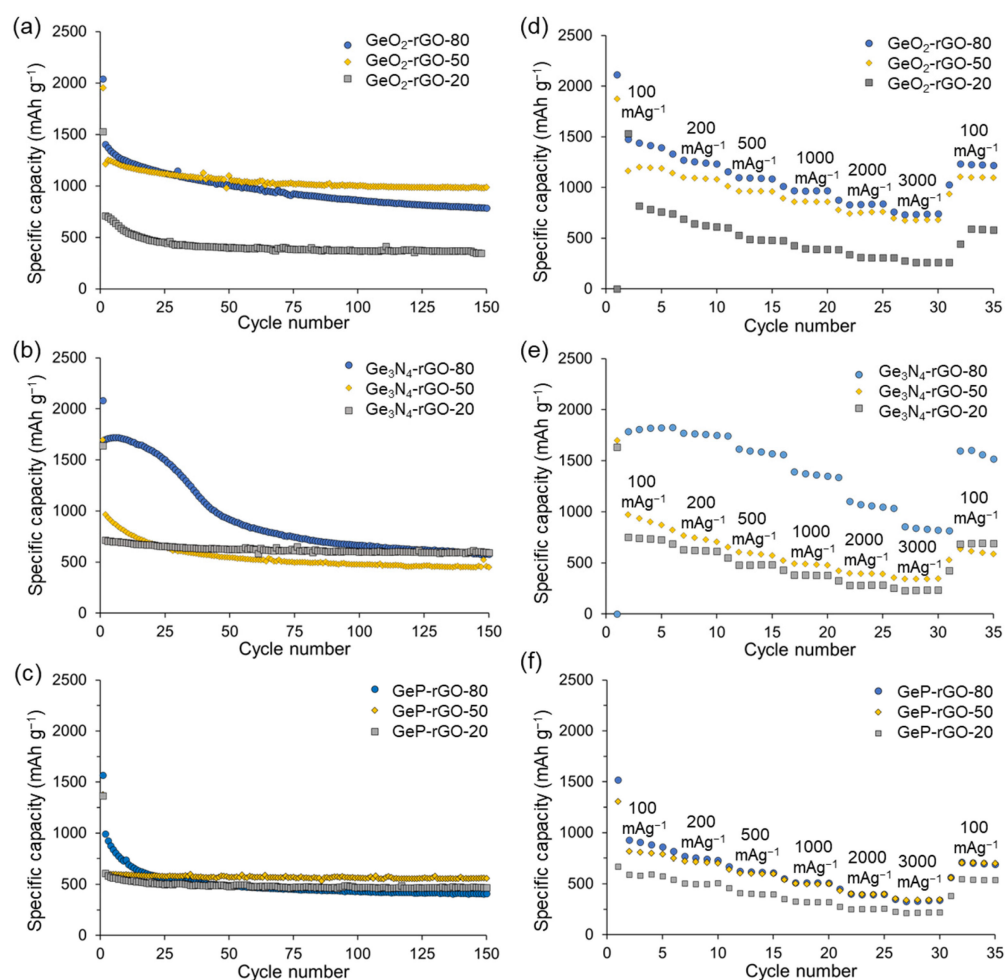 (a)
2500
2000
1500
1000
500
0
Specific capacity (mAh g⁻¹)
GeO₂-rGO-80
GeO₂-rGO-50
GeO₂-rGO-20
0 25 50 75 100 125 150
Cycle number
(d)
2500
2000
1500
1000
500
0
Specific capacity (mAh g⁻¹)
GeO₂-rGO-80
GeO₂-rGO-50
GeO₂-rGO-20
100
mAg⁻¹
200
mAg⁻¹
500
mAg⁻¹
1000
mAg⁻¹
2000
mAg⁻¹
3000
mAg⁻¹
100
mAg⁻¹
0 5 10 15 20 25 30 35
Cycle number
(b)
2500
2000
1500
1000
500
0
Specific capacity (mAh g⁻¹)
Ge₃N₄-rGO-80
Ge₃N₄-rGO-50
Ge₃N₄-rGO-20
0 25 50 75 100 125 150
Cycle number
(e)
2500
2000
1500
1000
500
0
Specific capacity (mAh g⁻¹)
Ge₃N₄-rGO-80
Ge₃N₄-rGO-50
Ge₃N₄-rGO-20
100
mAg⁻¹
200
mAg⁻¹
500
mAg⁻¹
1000
mAg⁻¹
2000
mAg⁻¹
3000
mAg⁻¹
100
mAg⁻¹
0 5 10 15 20 25 30 35
Cycle number
(c)
2500
2000
1500
1000
500
0
Specific capacity (mAh g⁻¹)
GeP-rGO-80
GeP-rGO-50
GeP-rGO-20
0 25 50 75 100 125 150
Cycle number
(f)
2500
2000
1500
1000
500
0
Specific capacity (mAh g⁻¹)
GeP-rGO-80
GeP-rGO-50
GeP-rGO-20
100
mAg⁻¹
200
mAg⁻¹
500
mAg⁻¹
1000
mAg⁻¹
2000
mAg⁻¹
3000
mAg⁻¹
100
mAg⁻¹
0 5 10 15 20 25 30 35
Cycle number